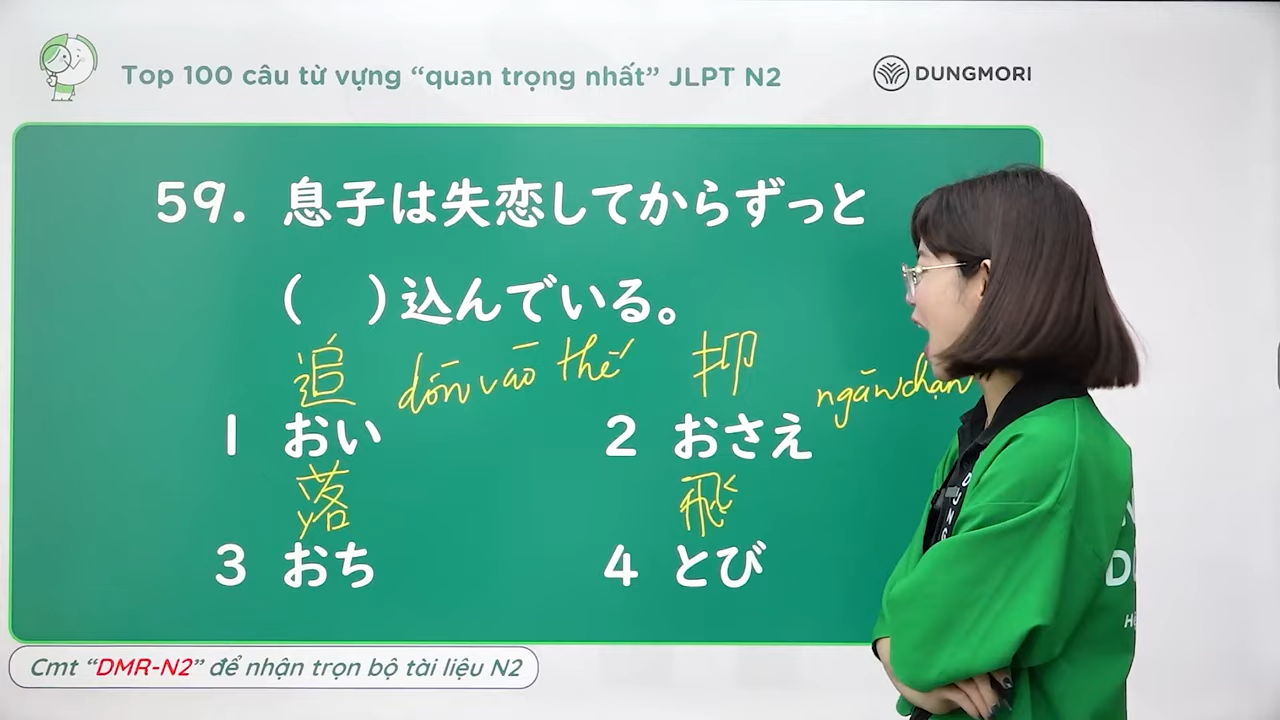 Top 100 câu từ vựng “quan trọng nhất” JLPT N2
DUNGMORI
59. 息子は失恋してからずっと
( )込んでいる。
追 dồn vào thế 抑 ngăn chặn
1 おい 2 おさえ
落 飛
3 おち 4 とび
Cmt “DMR-N2” để nhận trọn bộ tài liệu N2